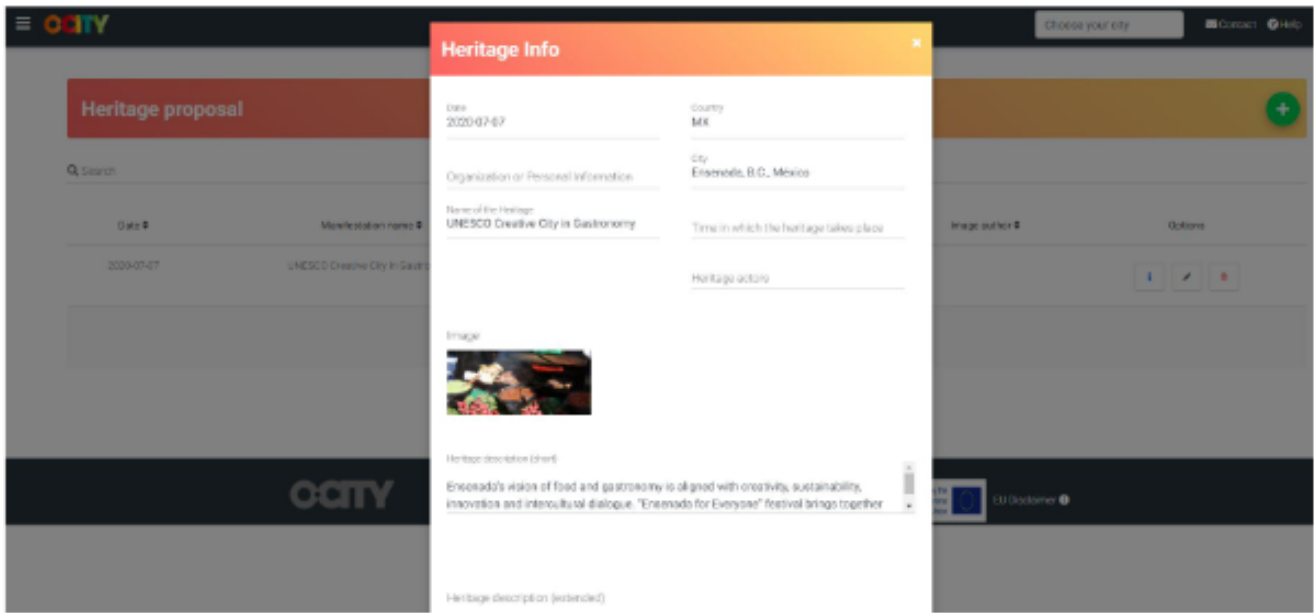 OCITY
Choose your city
Contact
Help
Heritage proposal
Search
Date
Manifestation name
Image author
Options
2020-07-07
UNESCO Creative City in Gastro
Heritage Info
×
Date
2020-07-07
Country
MX
Organization or Personal Information
City
Ensenada, B.C., México
Name of the Heritage
UNESCO Creative City in Gastronomy
Time in which the heritage takes place
Heritage actors
Image
Heritage description (short)
Ensenada's vision of food and gastronomy is aligned with creativity, sustainability,
innovation and intercultural dialogue. "Ensenada for Everyone" festival brings together
Heritage description (extended)
OCITY
EU Disclaimer